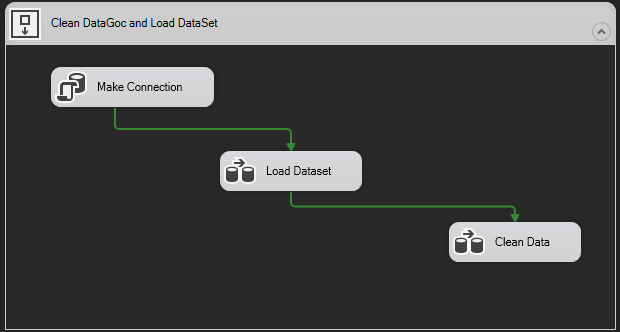 Clean DataGoc and Load DataSet
Make Connection
Load Dataset
Clean Data